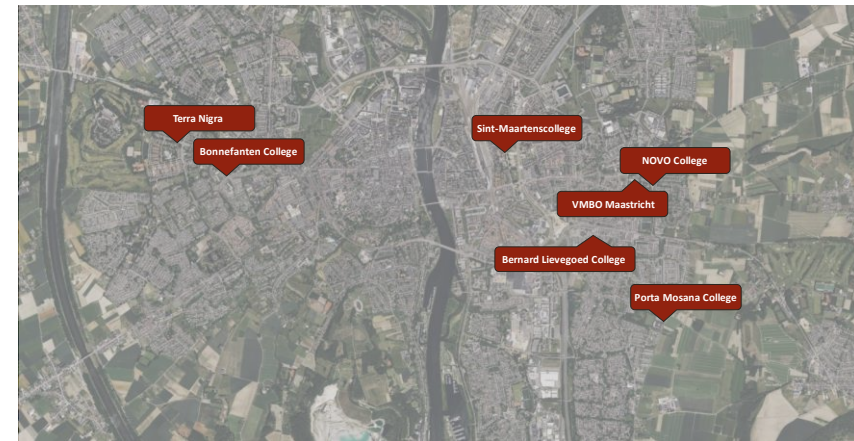 Terra Nigra
Bonnefanten College
Sint-Maartenscollege
NOVO College
VMBO Maastricht
Bernard Lievegoed College
Porta Mosana College